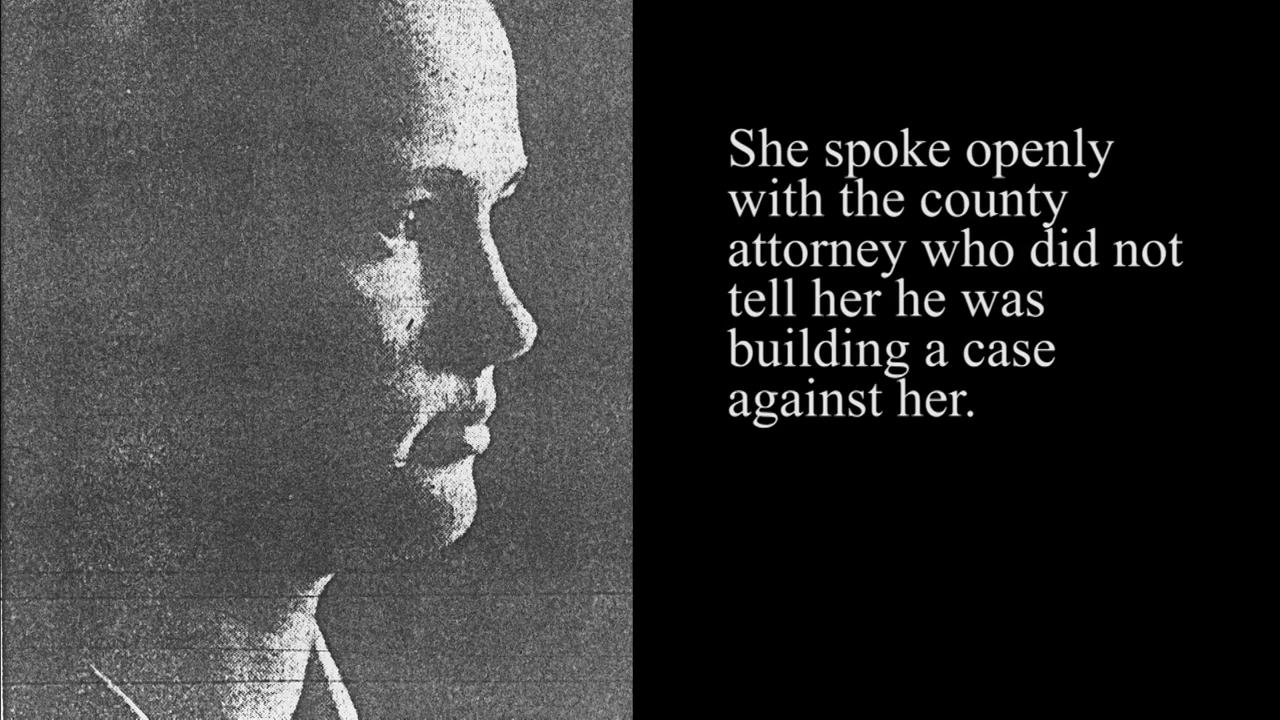 She spoke openly
with the county
attorney who did not
tell her he was
building a case
against her.